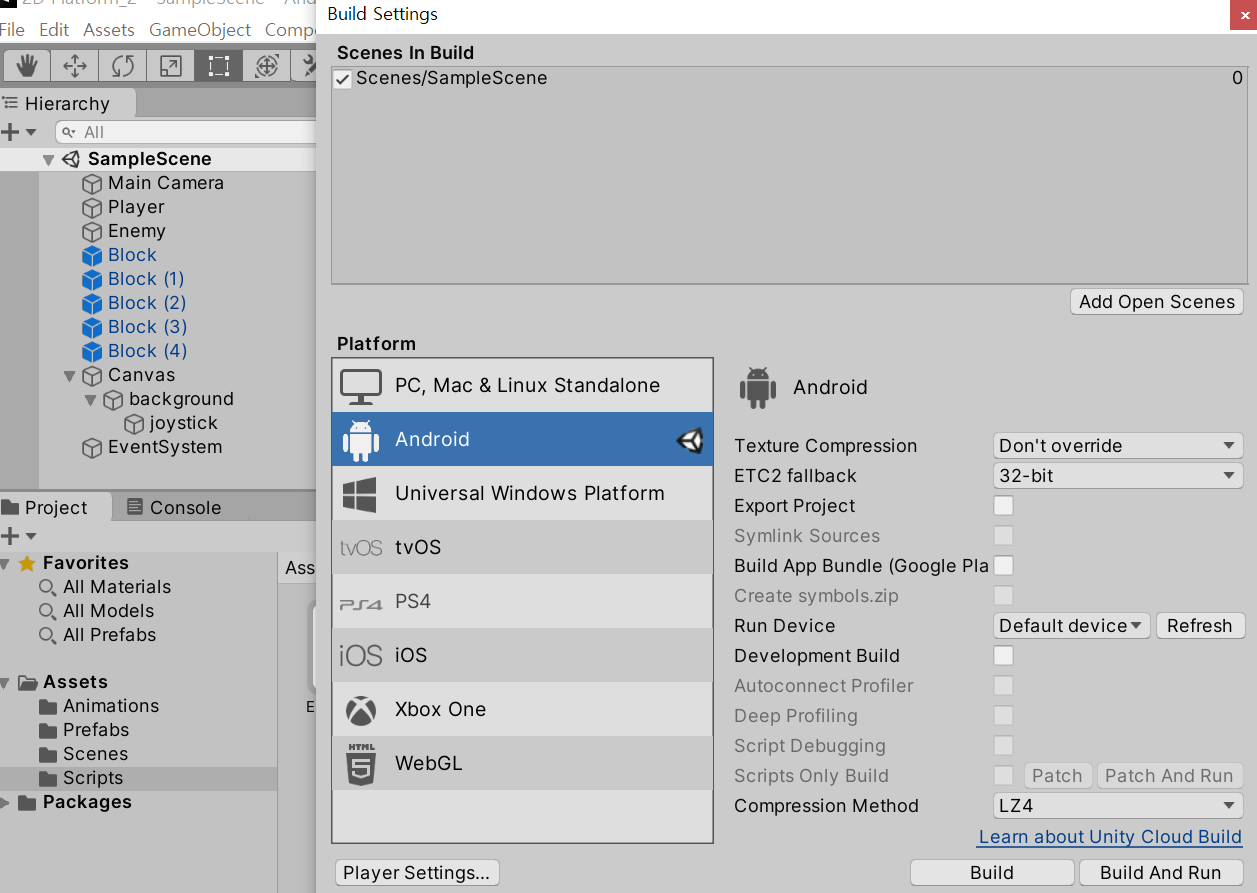 2D Platform_2 - SampleScene - And
Build Settings
×
File Edit Assets GameObject Comp
Scenes In Build
Scenes/SampleScene 0
Hierarchy
All
SampleScene
Main Camera
Player
Enemy
Block
Block (1)
Block (2)
Block (3)
Block (4)
Canvas
background
joystick
EventSystem
Add Open Scenes
Platform
PC, Mac & Linux Standalone
Android
Universal Windows Platform
tvOS tvOS
PS4 PS4
iOS iOS
Xbox One
HTML
5 WebGL
Android
Texture Compression Don't override
ETC2 fallback 32-bit
Export Project
Symlink Sources
Build App Bundle (Google Pla
Create symbols.zip
Run Device Default device Refresh
Development Build
Autoconnect Profiler
Deep Profiling
Script Debugging
Scripts Only Build Patch Patch And Run
Compression Method LZ4
Learn about Unity Cloud Build
Player Settings... Build Build And Run
Project Console
Favorites
All Materials
All Models
All Prefabs
Assets
Animations
Prefabs
Scenes
Scripts
Packages
Ass
E